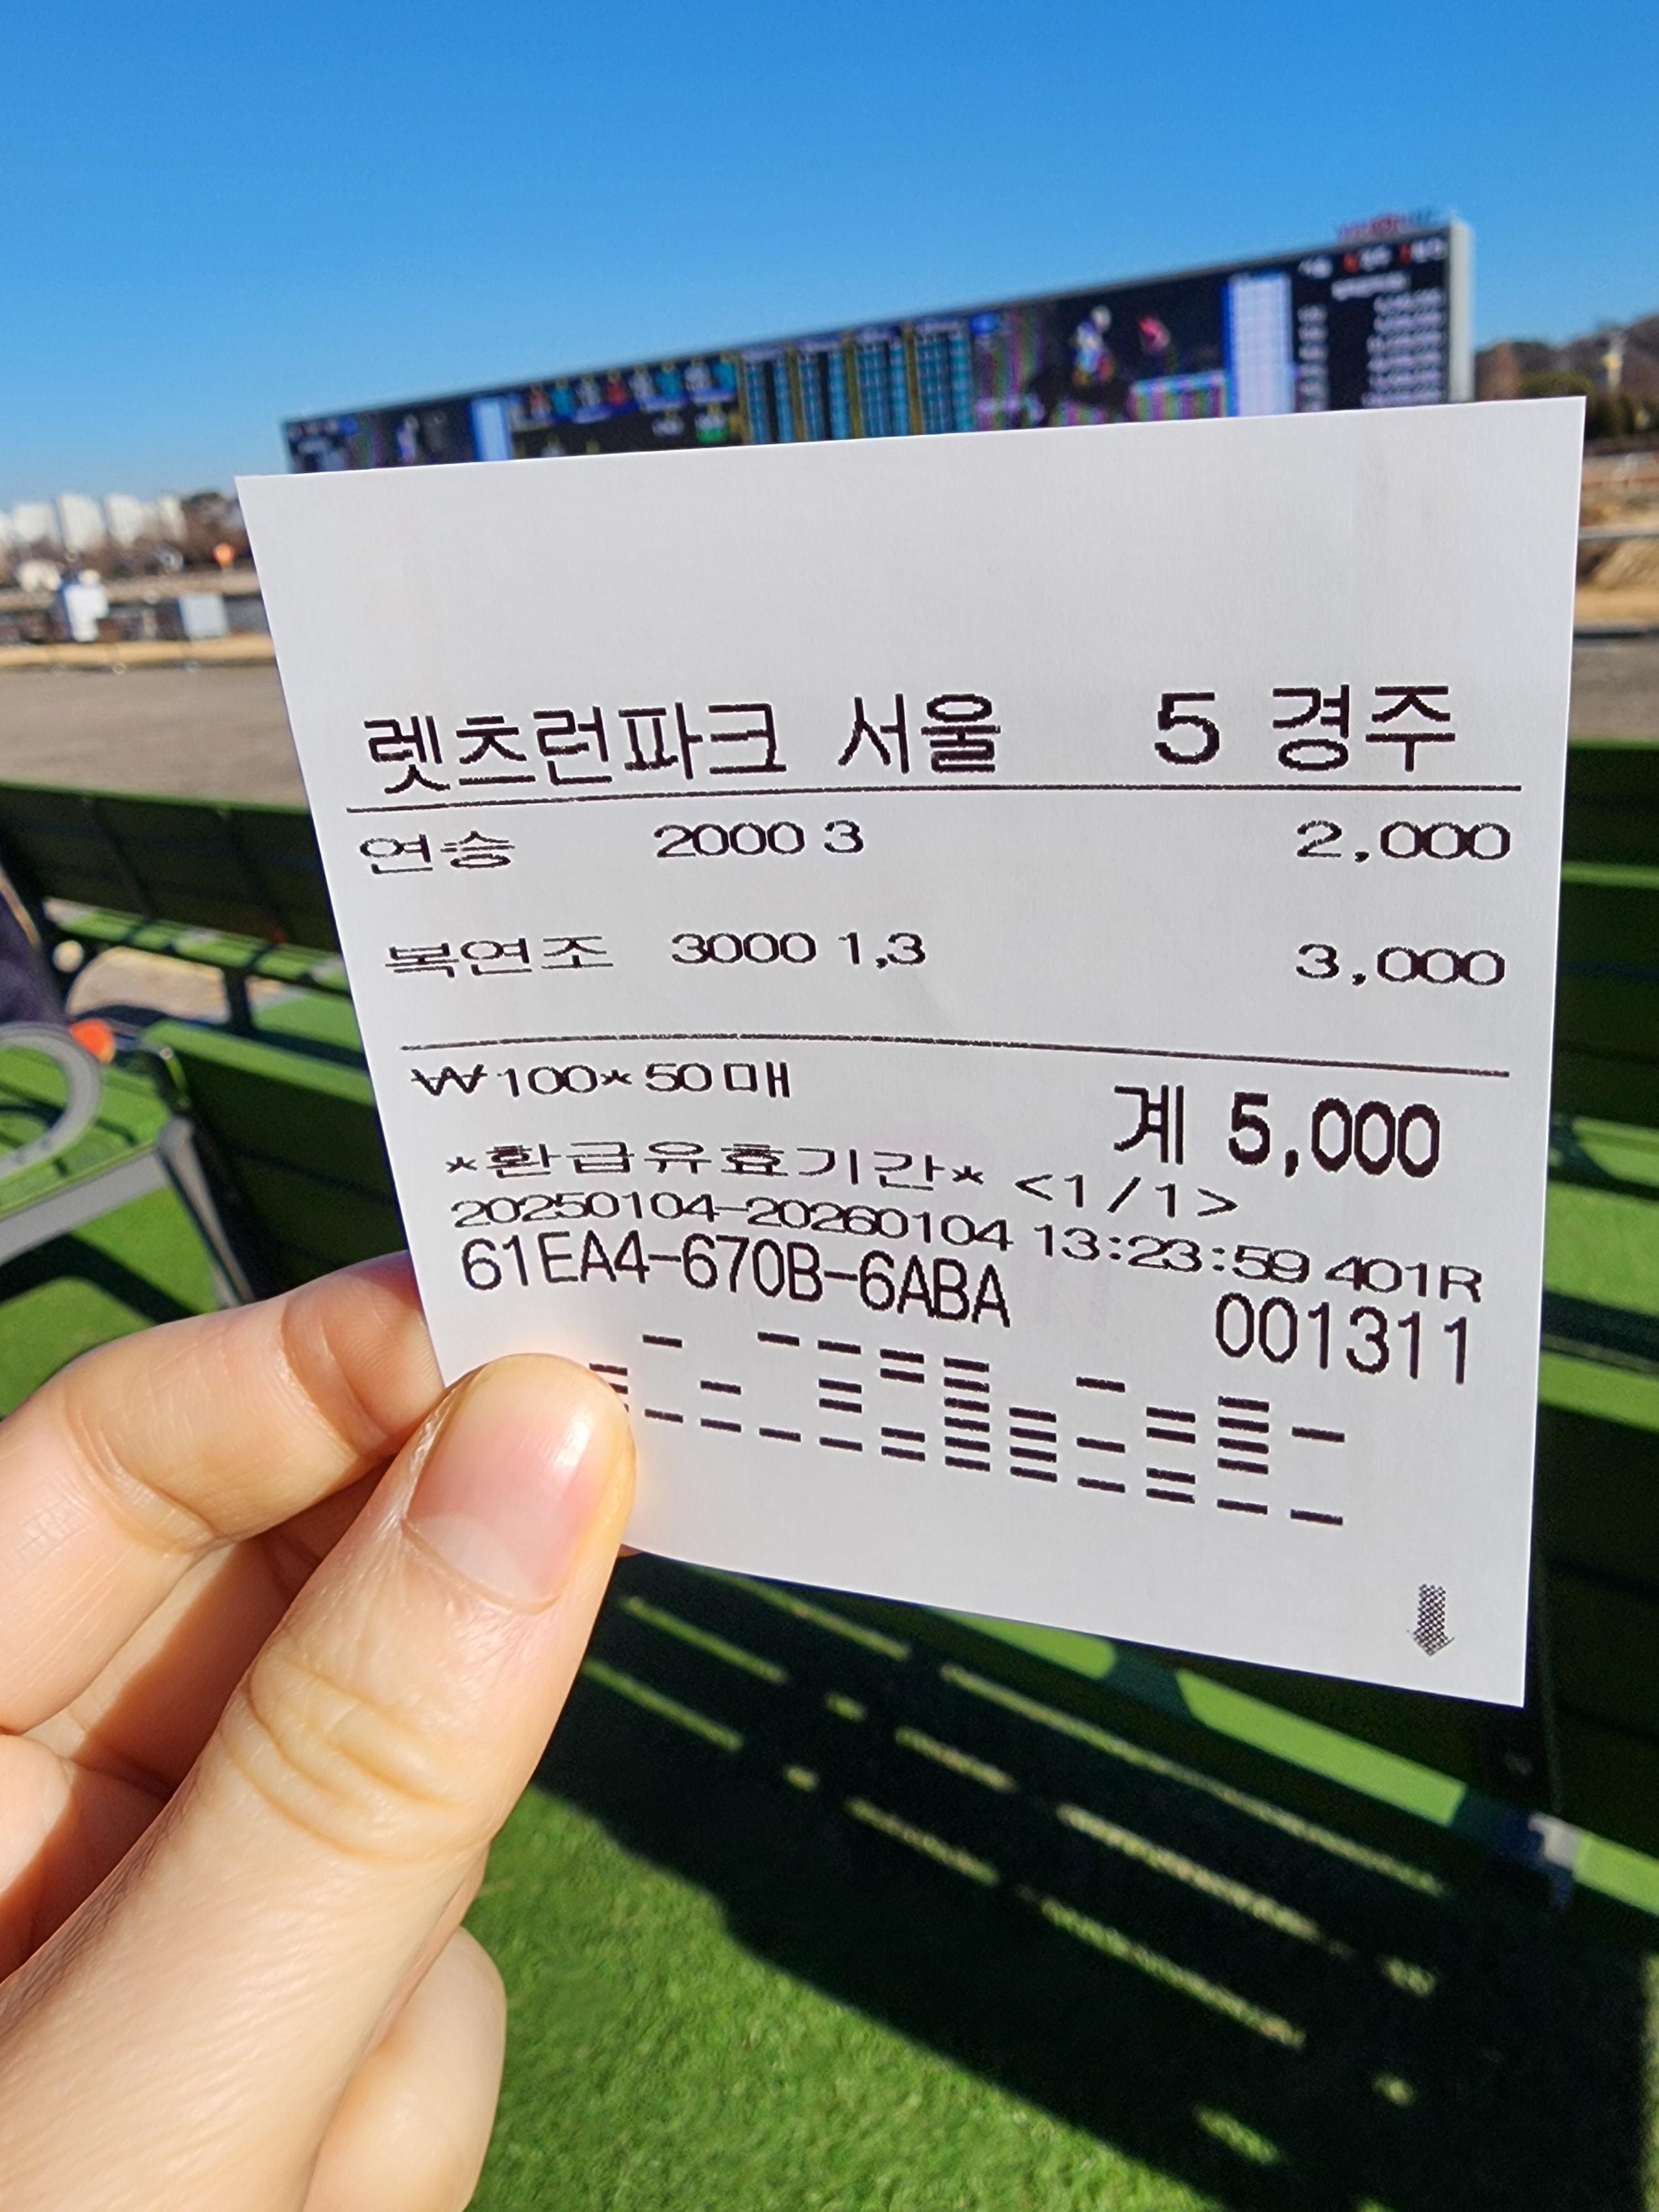 렛츠런파크 서울 5 경주
연승 2000 3 2,000
복연조 3000 1,3 3,000
₩100*50매 계 5,000
*환급유효기간* <1/1>
20250104-20260104 13:23:59 401R
61EA4-670B-6ABA 001311